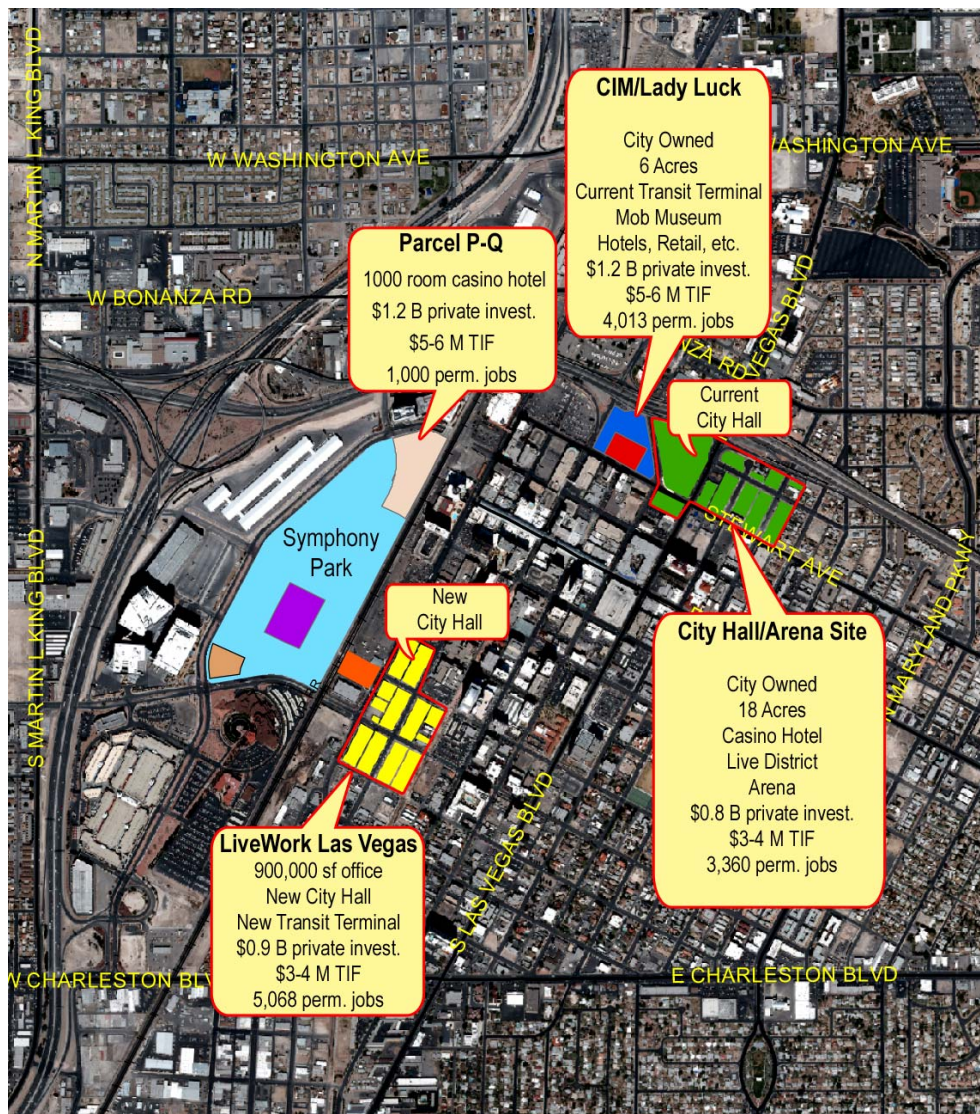 N MARTIN L KING BLVD
W WASHINGTON AVE
WASHINGTON AVE
CIM/Lady Luck
City Owned
6 Acres
Current Transit Terminal
Mob Museum
Hotels, Retail, etc.
$1.2 B private invest.
$5-6 M TIF
4,013 perm. jobs
Parcel P-Q
1000 room casino hotel
$1.2 B private invest.
$5-6 M TIF
1,000 perm. jobs
W BONANZA RD
NZA RD
VEGAS BLVD
Current
City Hall
STEWART AVE
Symphony
Park
New
City Hall
S MARTIN L KING BLVD
N MARYLAND PKWY
City Hall/Arena Site
City Owned
18 Acres
Casino Hotel
Live District
Arena
$0.8 B private invest.
$3-4 M TIF
3,360 perm. jobs
S LAS VEGAS BLVD
LiveWork Las Vegas
900,000 sf office
New City Hall
New Transit Terminal
$0.9 B private invest.
$3-4 M TIF
5,068 perm. jobs
W CHARLESTON BLV
E CHARLESTON BLVD